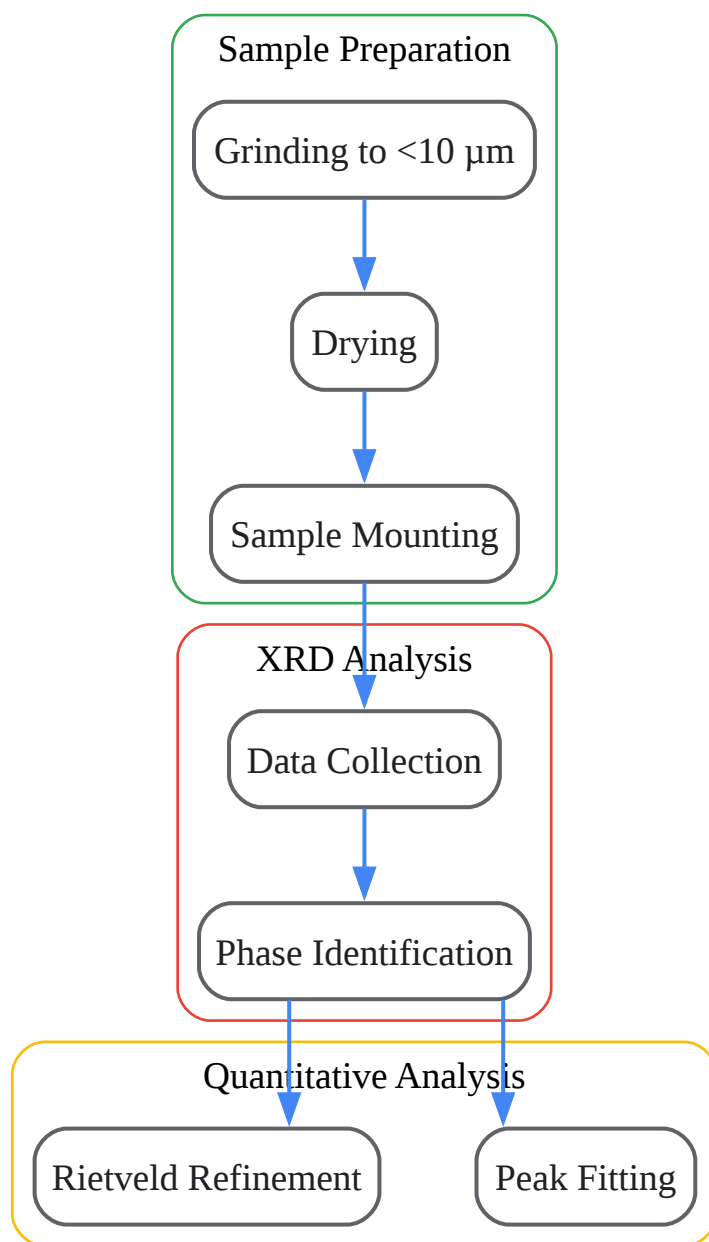 Sample Preparation
Grinding to <10 µm
Drying
Sample Mounting
XRD Analysis
Data Collection
Phase Identification
Quantitative Analysis
Rietveld Refinement
Peak Fitting